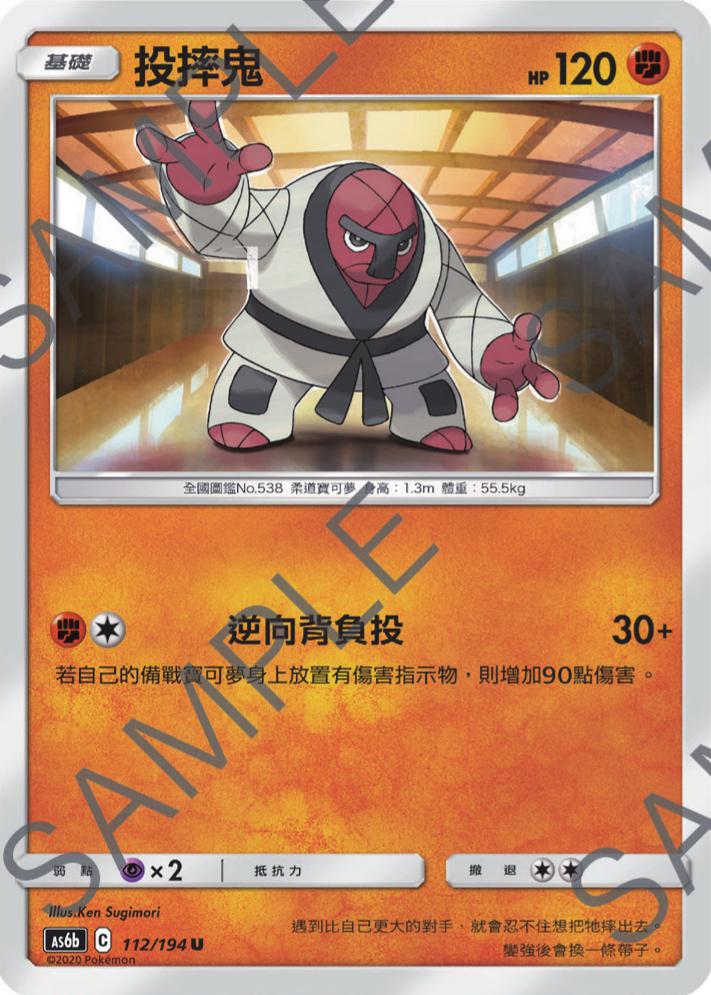 基礎 投摔鬼 HP 120
全國圖鑑No.538 柔道寶可夢 身高：1.3m 體重：55.5kg
逆向背負投 30+
若自己的備戰寶可夢身上放置有傷害指示物，則增加90點傷害。
弱點 ×2 抵抗力 撤退
Illus.Ken Sugimori
遇到比自己更大的對手，就會忍不住想把牠摔出去。
變強後會換一條帶子。
AS6b C 112/194 U
©2020 Pokémon
SAMPLE
SAMPLE
SAMPLE
SAMPLE